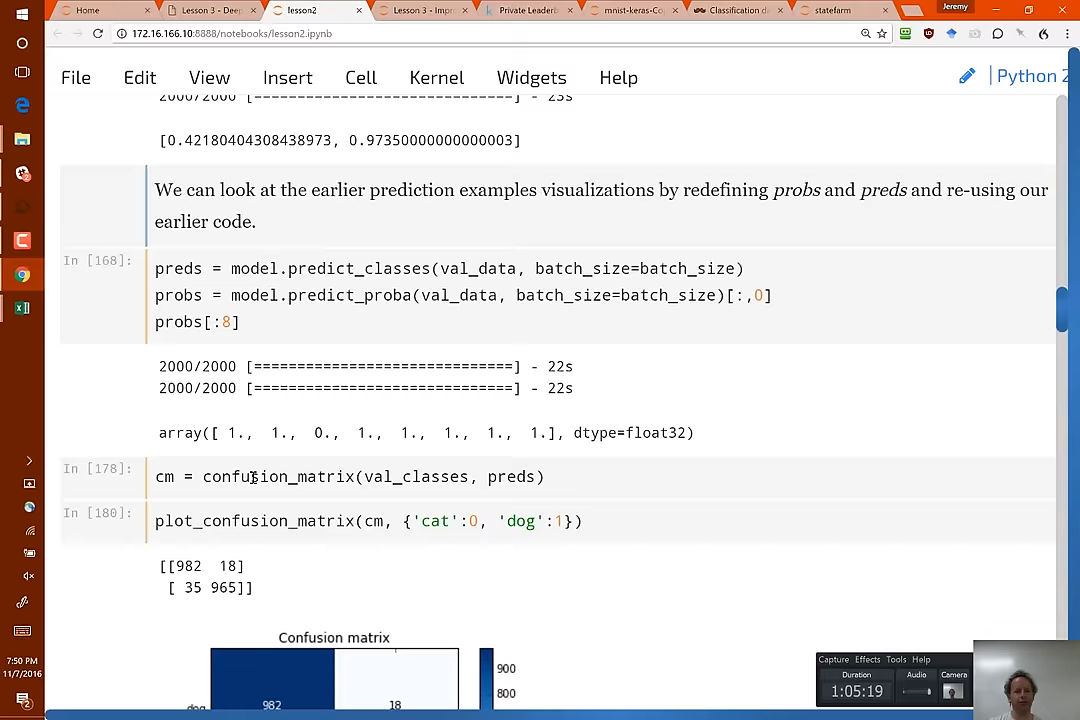 Home
Lesson 3 - Deep
lesson2
Lesson 3 - Impro
Private Leaderb
mnist-keras-Co
Classification d
statefarm
Jeremy
172.16.166.10:8888/notebooks/lesson2.ipynb
File Edit View Insert Cell Kernel Widgets Help
Python 2
2000/2000 [==============================] - 23s
[0.42180404308438973, 0.97350000000000003]
We can look at the earlier prediction examples visualizations by redefining probs and preds and re-using our
earlier code.
In [168]:
preds = model.predict_classes(val_data, batch_size=batch_size)
probs = model.predict_proba(val_data, batch_size=batch_size)[:,0]
probs[:8]
2000/2000 [==============================] - 22s
2000/2000 [==============================] - 22s
array([ 1., 1., 0., 1., 1., 1., 1., 1.], dtype=float32)
In [178]:
cm = confusion_matrix(val_classes, preds)
In [180]:
plot_confusion_matrix(cm, {'cat':0, 'dog':1})
[[982 18]
[ 35 965]]
Confusion matrix
900
800
dog
982
18
Capture Effects Tools Help
Duration
Audio
Camera
1:05:19
7:50 PM
11/7/2016